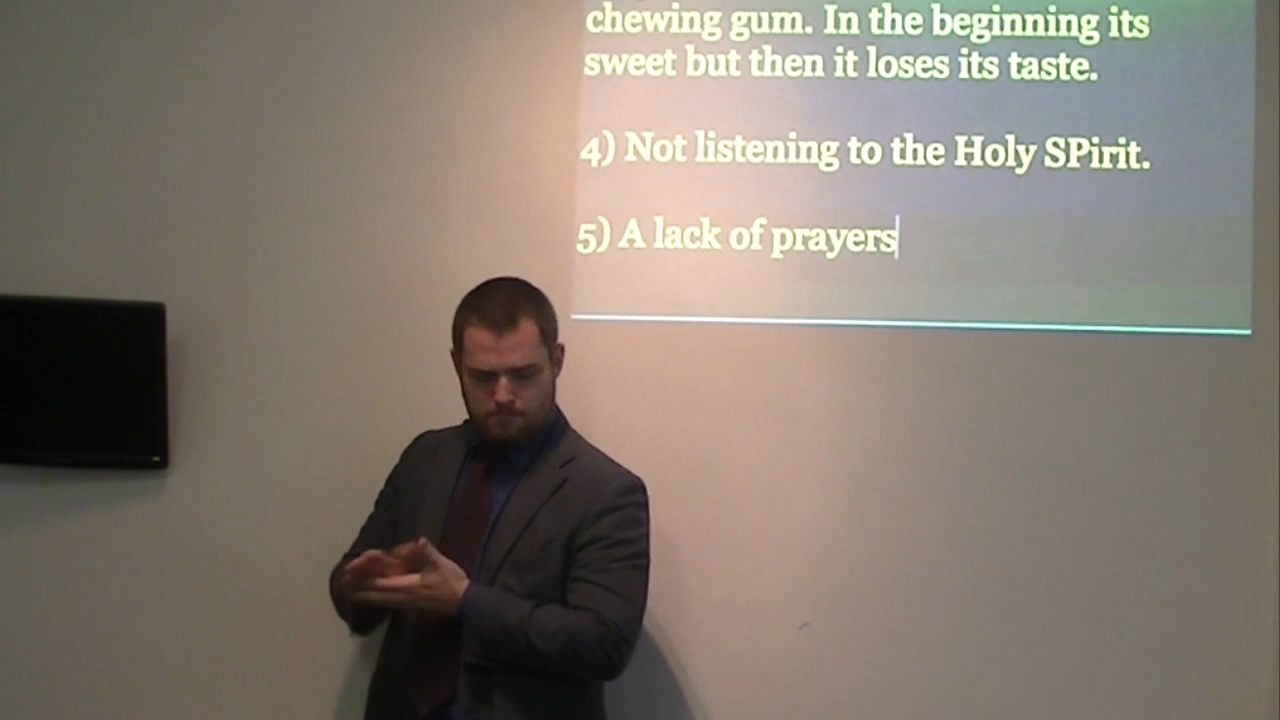 chewing gum. In the beginning its
sweet but then it loses its taste.
4) Not listening to the Holy SPirit.
5) A lack of prayers